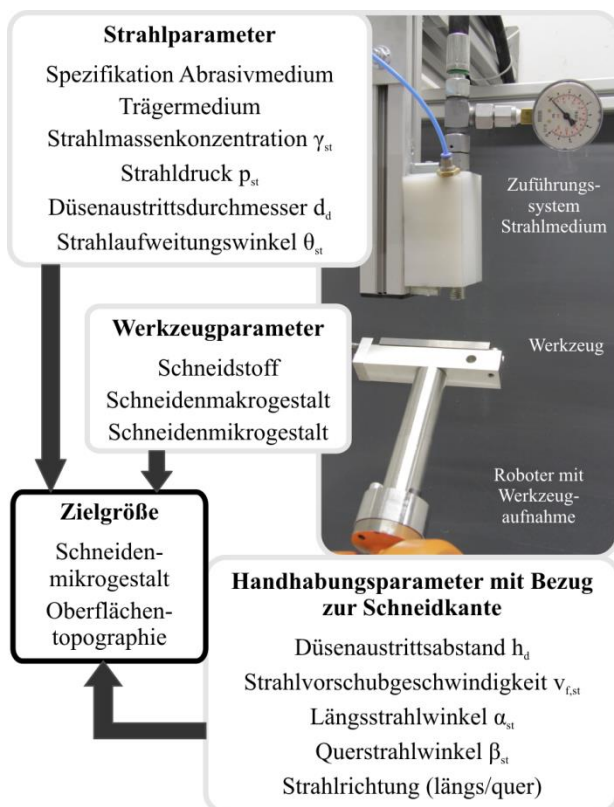 Strahlparameter
Spezifikation Abrasivmedium
Trägermedium
Strahlmassenkonzentration γst
Strahldruck pst
Düsenaustrittsdurchmesser dd
Strahlaufweitungswinkel θst
Zuführungs-
system
Strahlmedium
Werkzeugparameter
Schneidstoff
Schneidenmakrogestalt
Schneidenmikrogestalt
Werkzeug
Roboter mit
Werkzeug-
aufnahme
Zielgröße
Schneiden-
mikrogestalt
Oberflächen-
topographie
Handhabungsparameter mit Bezug
zur Schneidkante
Düsenaustrittsabstand hd
Strahlvorschubgeschwindigkeit vf,st
Längsstrahlwinkel αst
Querstrahlwinkel βst
Strahlrichtung (längs/quer)